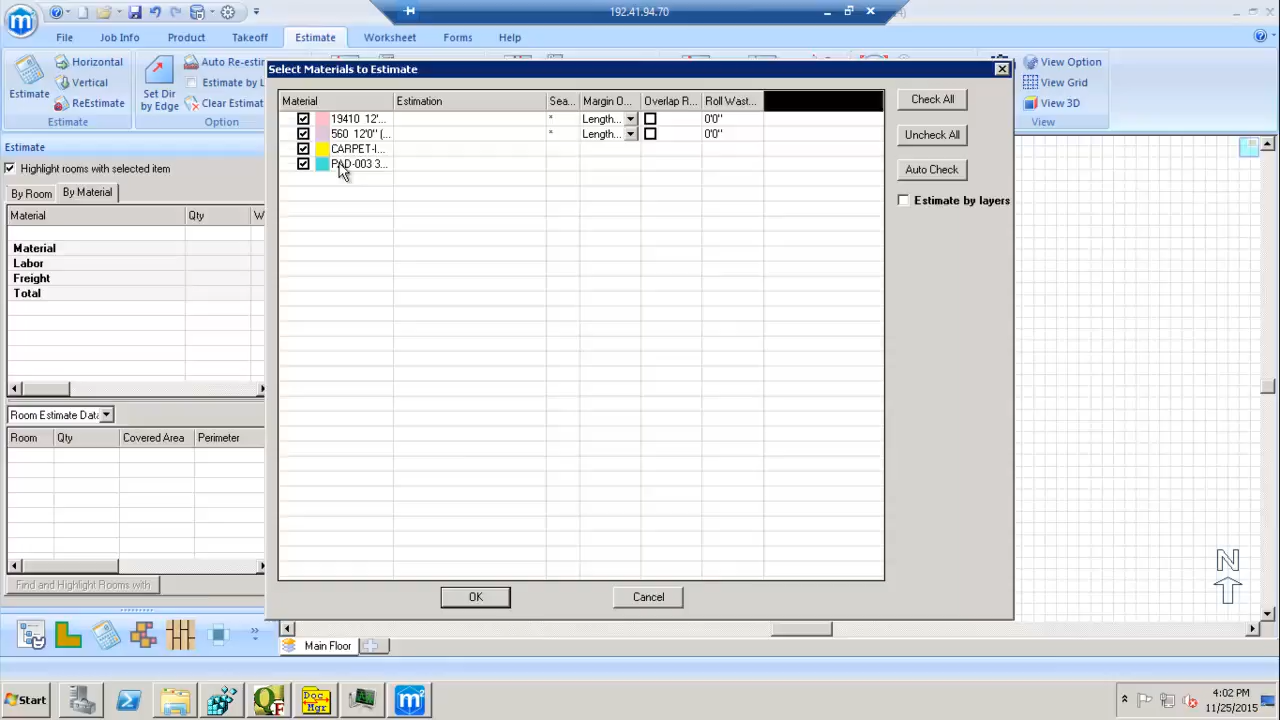 192.41.94.70
File Job Info Product Takeoff Estimate Worksheet Forms Help
Estimate
Horizontal
Vertical
ReEstimate
Estimate
Set Dir
by Edge
Auto Re-esti
Estimate by L
Clear Estimat
Option
View Option
View Grid
View 3D
View
Select Materials to Estimate
Material Estimation Sea... Margin O... Overlap R... Roll Wast...
19410 12'... * Length... 0'0"
560 12'0" (... * Length... 0'0"
CARPET-I...
PAD-003 3...
Check All
Uncheck All
Auto Check
Estimate by layers
OK Cancel
Estimate
Highlight rooms with selected item
By Room By Material
Material Qty W
Material
Labor
Freight
Total
Room Estimate Data
Room Qty Covered Area Perimeter
Find and Highlight Rooms with
N
Main Floor
Start
Doc
Mgr
4:02 PM
11/25/2015